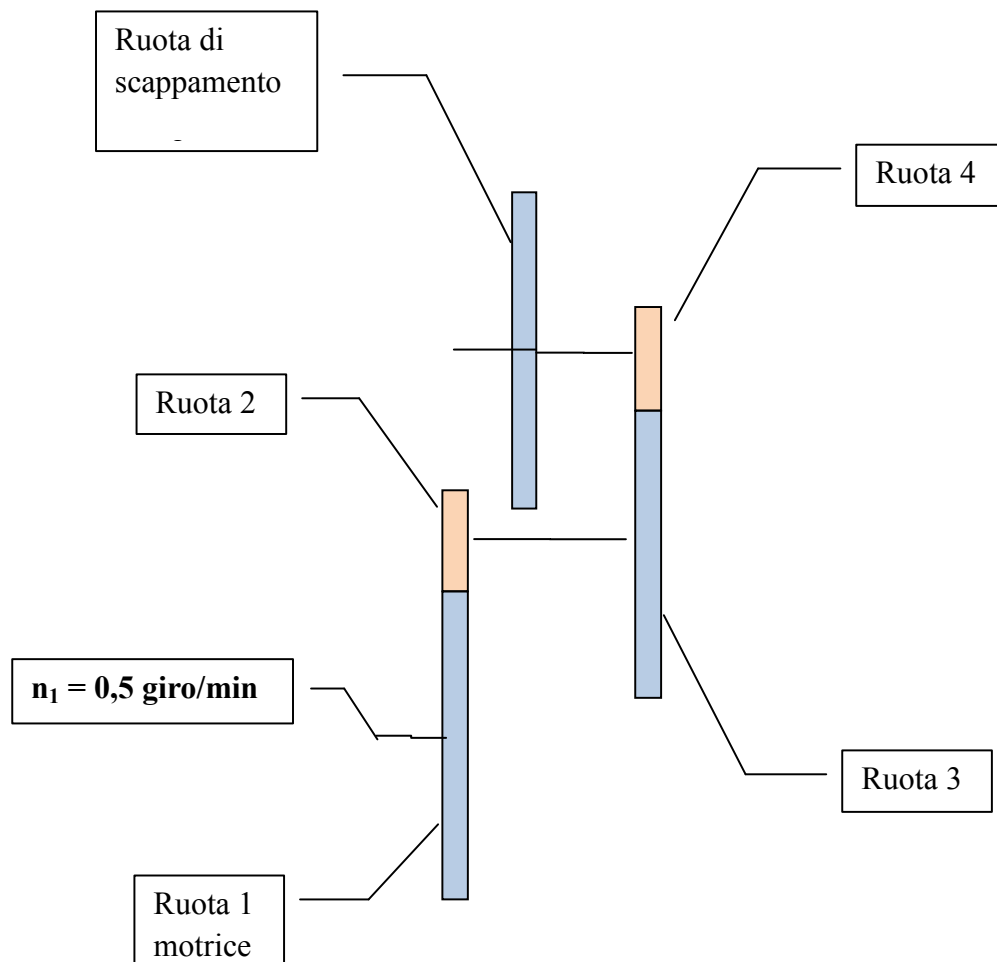 Ruota di
scappamento
Ruota 4
Ruota 2
n₁ = 0,5 giro/min
Ruota 3
Ruota 1
motrice